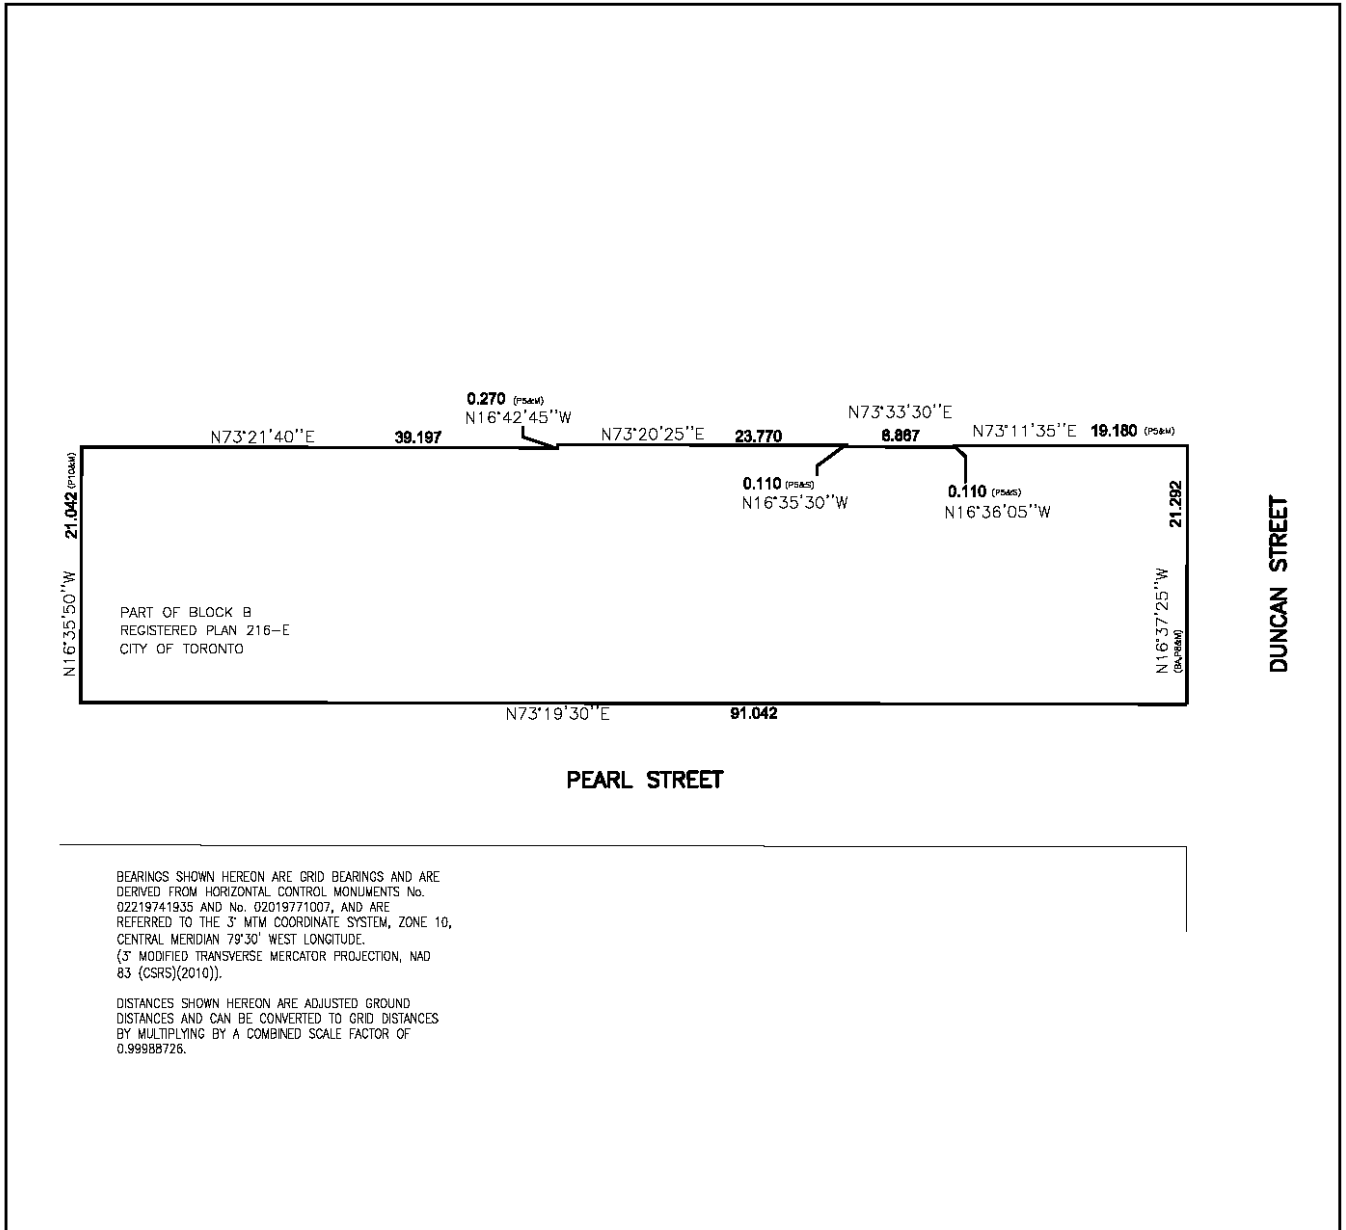 0.270 (P5&M)
N16°42'45''W
N73°33'30''E
N73°21'40''E 39.197
N73°20'25''E 23.770
8.887
N73°11'35''E 19.180 (P5&M)
0.110 (P5&S)
N16°35'30''W
0.110 (P5&S)
N16°36'05''W
N16°35'50''W 21.042 (P10&M)
21.292
N16°37'25''W
(BA,P8&M)
DUNCAN STREET
PART OF BLOCK B
REGISTERED PLAN 216-E
CITY OF TORONTO
N73°19'30''E 91.042
PEARL STREET
BEARINGS SHOWN HEREON ARE GRID BEARINGS AND ARE
DERIVED FROM HORIZONTAL CONTROL MONUMENTS No.
02219741935 AND No. 02019771007, AND ARE
REFERRED TO THE 3° MTM COORDINATE SYSTEM, ZONE 10,
CENTRAL MERIDIAN 79°30' WEST LONGITUDE.
(3° MODIFIED TRANSVERSE MERCATOR PROJECTION, NAD
83 (CSRS)(2010)).
DISTANCES SHOWN HEREON ARE ADJUSTED GROUND
DISTANCES AND CAN BE CONVERTED TO GRID DISTANCES
BY MULTIPLYING BY A COMBINED SCALE FACTOR OF
0.99988726.